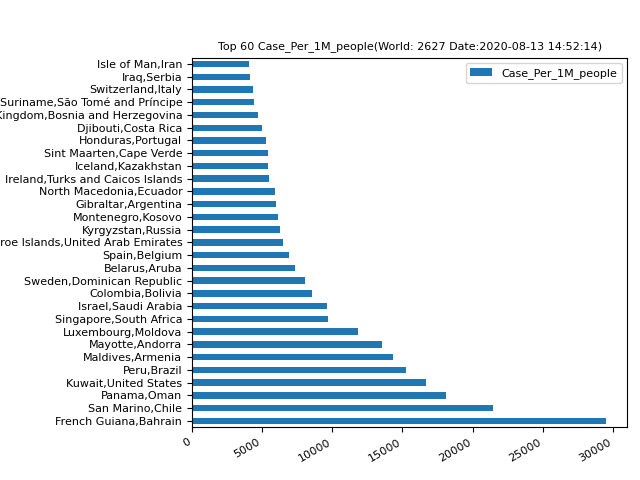 Top 60 Case_Per_1M_people(World: 2627 Date:2020-08-13 14:52:14)
Case_Per_1M_people
Isle of Man,Iran
Iraq,Serbia
Switzerland,Italy
Suriname,São Tomé and Príncipe
Kingdom,Bosnia and Herzegovina
Djibouti,Costa Rica
Honduras,Portugal
Sint Maarten,Cape Verde
Iceland,Kazakhstan
Ireland,Turks and Caicos Islands
North Macedonia,Ecuador
Gibraltar,Argentina
Montenegro,Kosovo
Kyrgyzstan,Russia
roe Islands,United Arab Emirates
Spain,Belgium
Belarus,Aruba
Sweden,Dominican Republic
Colombia,Bolivia
Israel,Saudi Arabia
Singapore,South Africa
Luxembourg,Moldova
Mayotte,Andorra
Maldives,Armenia
Peru,Brazil
Kuwait,United States
Panama,Oman
San Marino,Chile
French Guiana,Bahrain
0 5000 10000 15000 20000 25000 30000